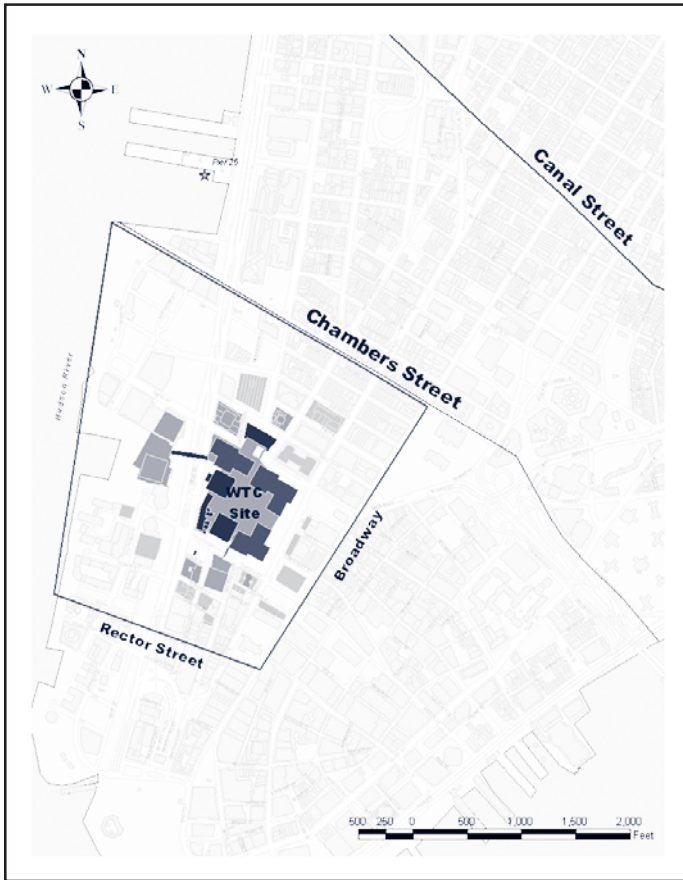 N
W E
S
Pier 26
Canal Street
Chambers Street
Hudson River
WTC
Site
Broadway
Rector Street
500 250 0 500 1,000 1,500 2,000
Feet